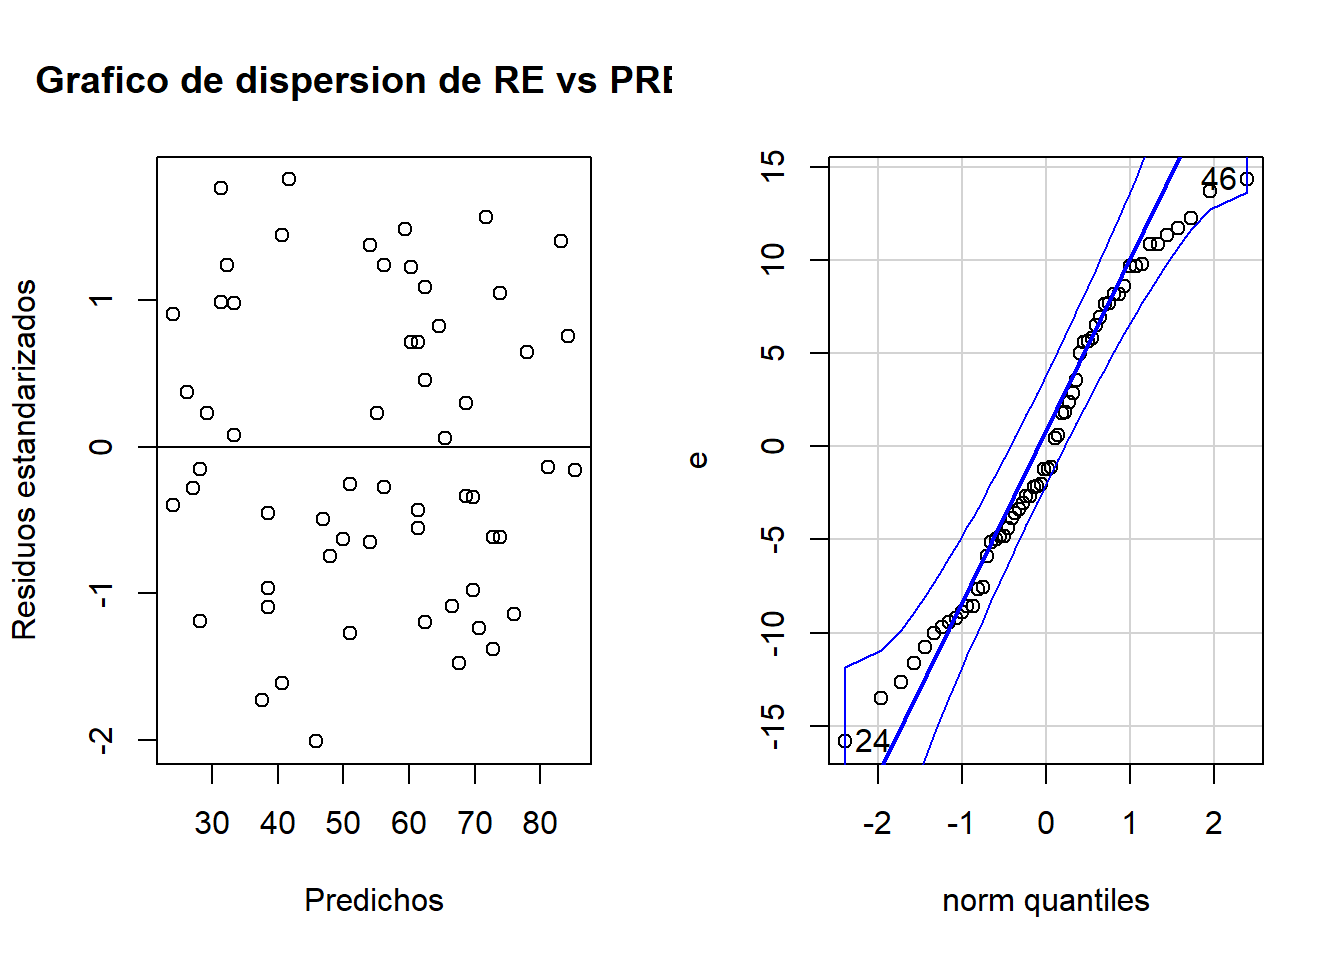 Grafico de dispersion de RE vs PRE
Residuos estandarizados
1
0
-1
-2
30 40 50 60 70 80
Predichos
e
15
10
5
0
-5
-10
-15
46
24
-2 -1 0 1 2
norm quantiles